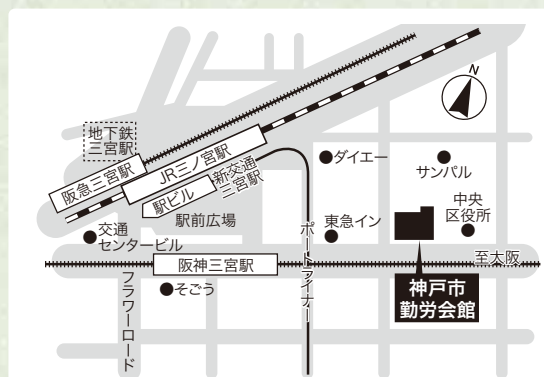 N
地下鉄
三宮駅
阪急三宮駅
JR三ノ宮駅
新交通
三宮駅
駅ビル
駅前広場
ダイエー
サンパル
中央
区役所
交通
センタービル
東急イン
ポートライナー
阪神三宮駅
至大阪
そごう
フラワーロード
神戸市
勤労会館